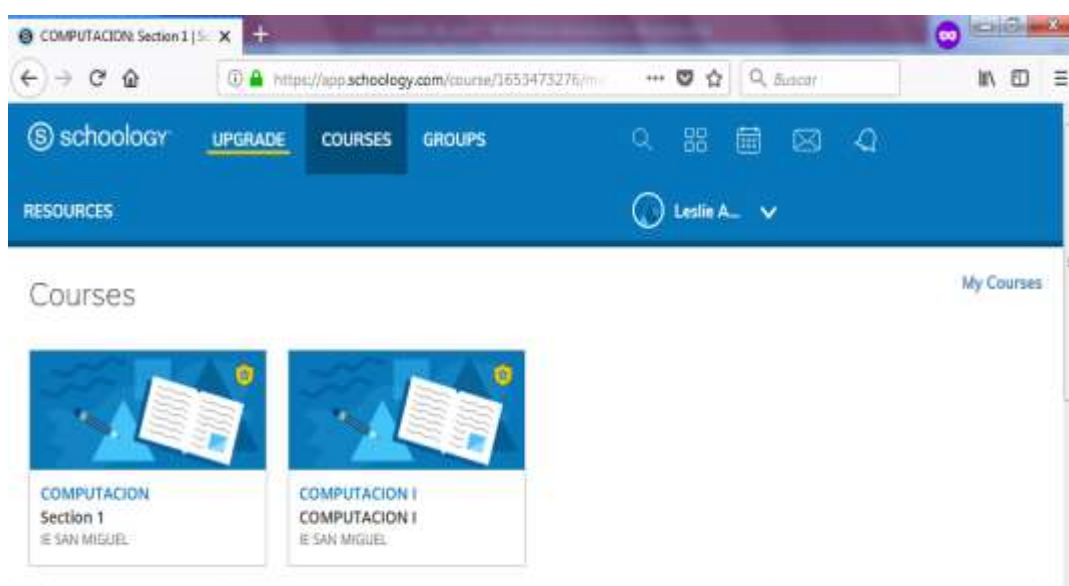 COMPUTACION: Section 1 | S
https://app.schoology.com/course/1653473276/m
Buscar
schoology UPGRADE COURSES GROUPS
RESOURCES Leslie A...
Courses My Courses
COMPUTACION
Section 1
IE SAN MIGUEL
COMPUTACION I
COMPUTACION I
IE SAN MIGUEL